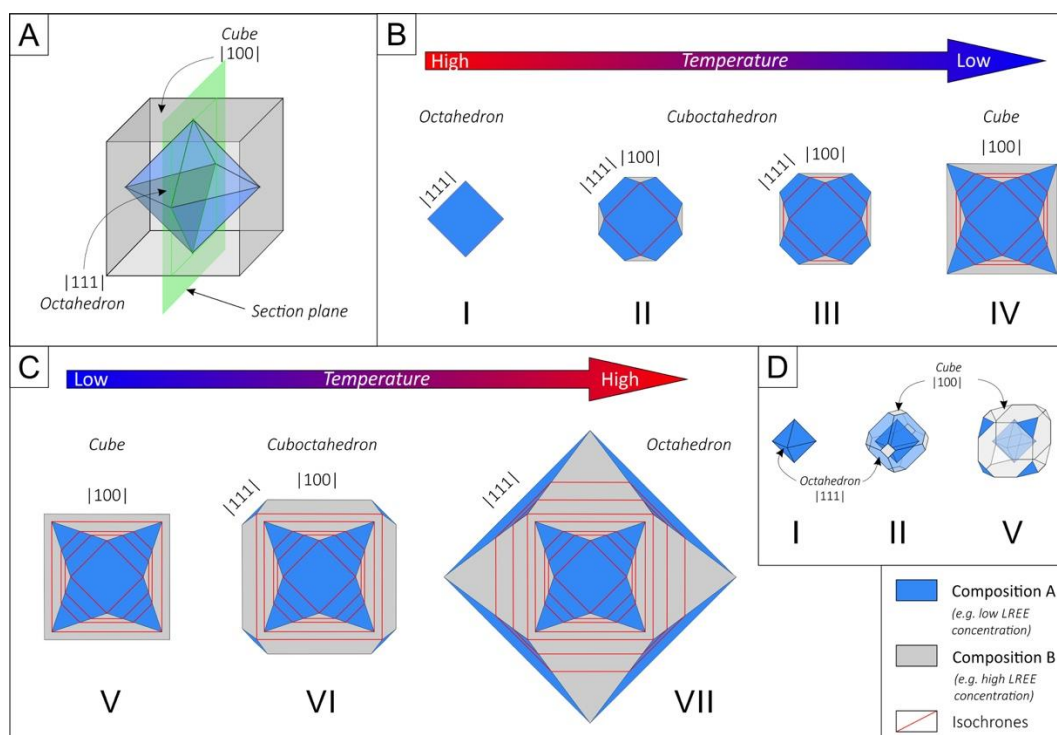 A
Cube
|100|
|111|
Octahedron
Section plane
B
High
Temperature
Low
Octahedron
Cuboctahedron
Cube
|111|
|111|
|100|
|111|
|100|
|100|
I
II
III
IV
C
Low
Temperature
High
Cube
Cuboctahedron
Octahedron
|100|
|111|
|100|
|111|
V
VI
VII
D
Cube
|100|
Octahedron
|111|
I
II
V
Composition A
(e.g. low LREE
concentration)
Composition B
(e.g. high LREE
concentration)
Isochrones